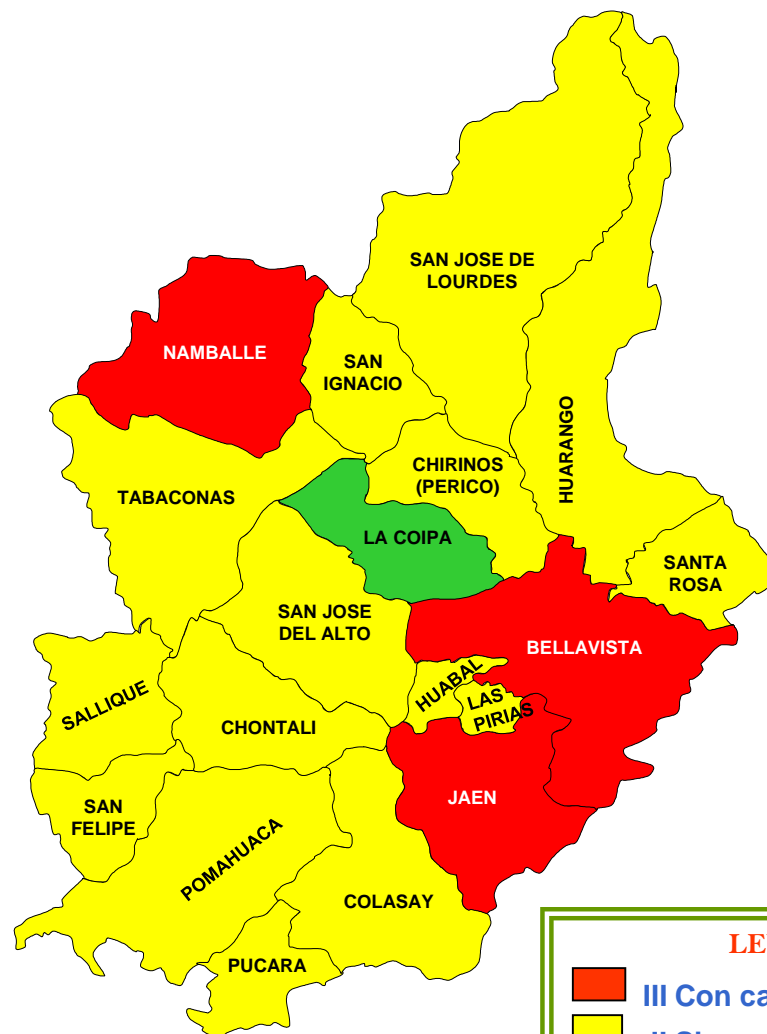 SAN JOSE DE
LOURDES
NAMBALLE
SAN
IGNACIO
HUARANGO
CHIRINOS
(PERICO)
TABACONAS
LA COIPA
SANTA
ROSA
SAN JOSE
DEL ALTO
BELLAVISTA
HUABAL
SALLIQUE
LAS
PIRIAS
CHONTALI
JAEN
SAN
FELIPE
POMAHUACA
COLASAY
PUCARA
LE
III Con ca